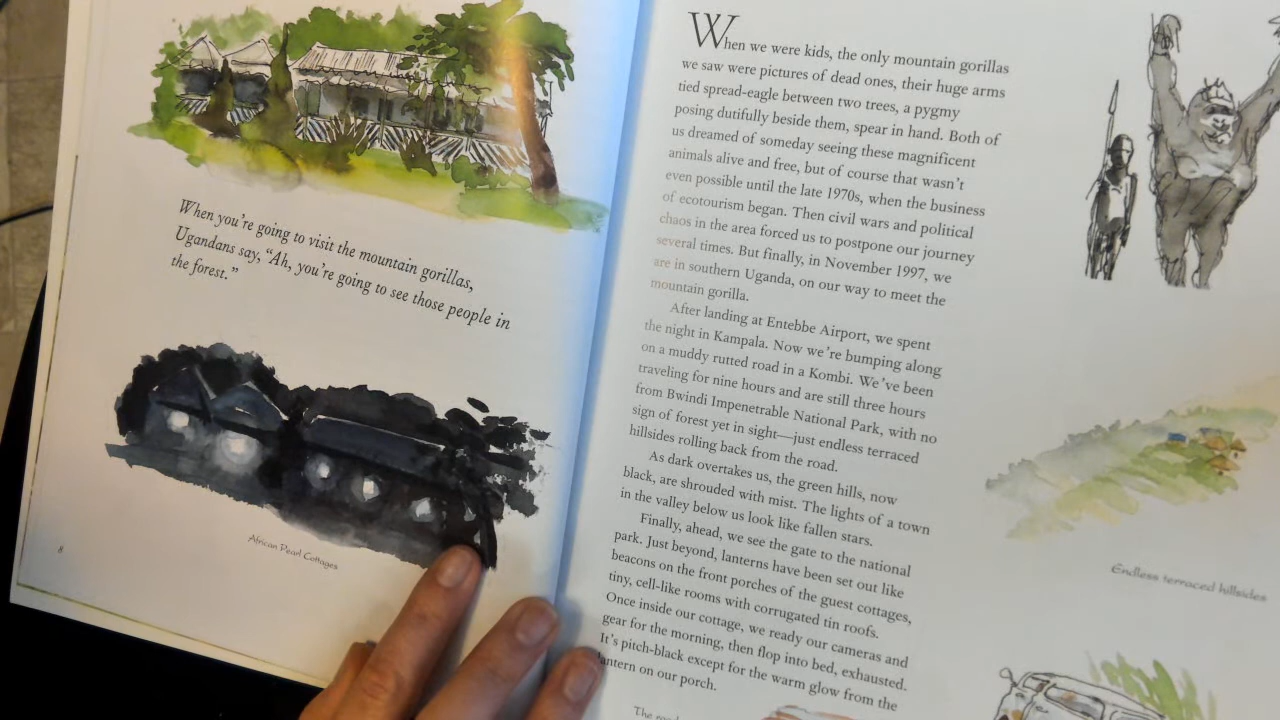 When you're going to visit the mountain gorillas,
Ugandans say, "Ah, you're going to see those people in
the forest."
African Pearl Cottages
8
When we were kids, the only mountain gorillas
we saw were pictures of dead ones, their huge arms
tied spread-eagle between two trees, a pygmy
posing dutifully beside them, spear in hand. Both of
us dreamed of someday seeing these magnificent
animals alive and free, but of course that wasn't
even possible until the late 1970s, when the business
of ecotourism began. Then civil wars and political
chaos in the area forced us to postpone our journey
several times. But finally, in November 1997, we
are in southern Uganda, on our way to meet the
mountain gorilla.
After landing at Entebbe Airport, we spent
the night in Kampala. Now we're bumping along
on a muddy rutted road in a Kombi. We've been
traveling for nine hours and are still three hours
from Bwindi Impenetrable National Park, with no
sign of forest yet in sight—just endless terraced
hillsides rolling back from the road.
As dark overtakes us, the green hills, now
black, are shrouded with mist. The lights of a town
in the valley below us look like fallen stars.
Finally, ahead, we see the gate to the national
park. Just beyond, lanterns have been set out like
beacons on the front porches of the guest cottages,
tiny, cell-like rooms with corrugated tin roofs.
Once inside our cottage, we ready our cameras and
gear for the morning, then flop into bed, exhausted.
It's pitch-black except for the warm glow from the
lantern on our porch.
Endless terraced hillsides
The